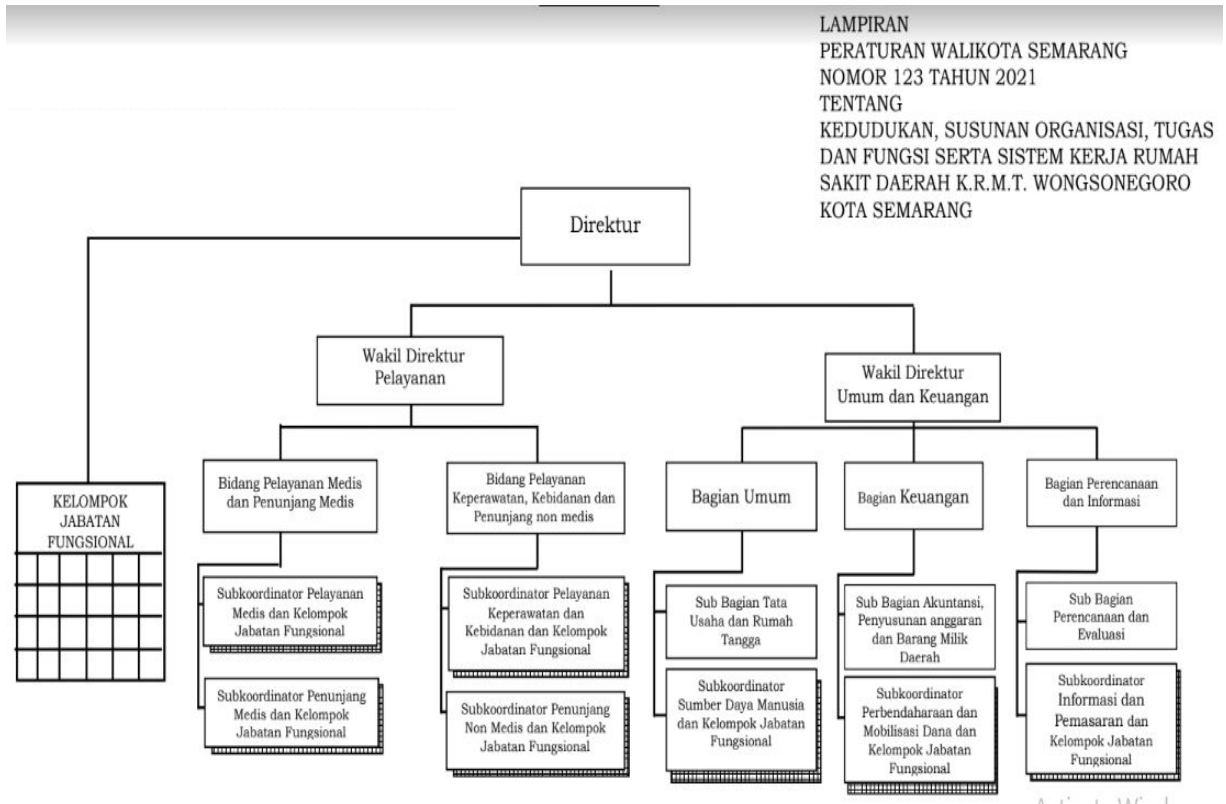 LAMPIRAN
PERATURAN WALIKOTA SEMARANG
NOMOR 123 TAHUN 2021
TENTANG
KEDUDUKAN, SUSUNAN ORGANISASI, TUGAS
DAN FUNGSI SERTA SISTEM KERJA RUMAH
SAKIT DAERAH K.R.M.T. WONGSONEGORO
KOTA SEMARANG
Direktur
Wakil Direktur
Pelayanan
Wakil Direktur
Umum dan Keuangan
KELOMPOK
JABATAN
FUNGSIONAL
Bidang Pelayanan Medis
dan Penunjang Medis
Bidang Pelayanan
Keperawatan, Kebidanan dan
Penunjang non medis
Bagian Umum
Bagian Keuangan
Bagian Perencanaan
dan Informasi
Subkoordinator Pelayanan
Medis dan Kelompok
Jabatan Fungsional
Subkoordinator Pelayanan
Keperawatan dan
Kebidanan dan Kelompok
Jabatan Fungsional
Sub Bagian Tata
Usaha dan Rumah
Tangga
Sub Bagian Akuntansi,
Penyusunan anggaran
dan Barang Milik
Daerah
Sub Bagian
Perencanaan dan
Evaluasi
Subkoordinator Penunjang
Medis dan Kelompok
Jabatan Fungsional
Subkoordinator Penunjang
Non Medis dan Kelompok
Jabatan Fungsional
Subkoordinator
Sumber Daya Manusia
dan Kelompok Jabatan
Fungsional
Subkoordinator
Perbendaharaan dan
Mobilisasi Dana dan
Kelompok Jabatan
Fungsional
Subkoordinator
Informasi dan
Pemasaran dan
Kelompok Jabatan
Fungsional